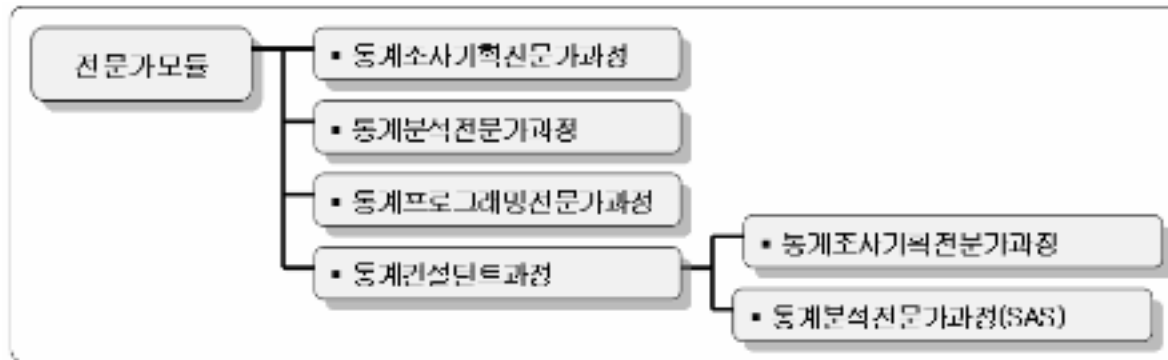 전문가모듈
▪ 통계조사기획전문가과정
▪ 통계분석전문가과정
▪ 통계프로그래밍전문가과정
▪ 통계컨설턴트과정
▪ 통계조사기획전문가과정
▪ 통계분석전문가과정(SAS)